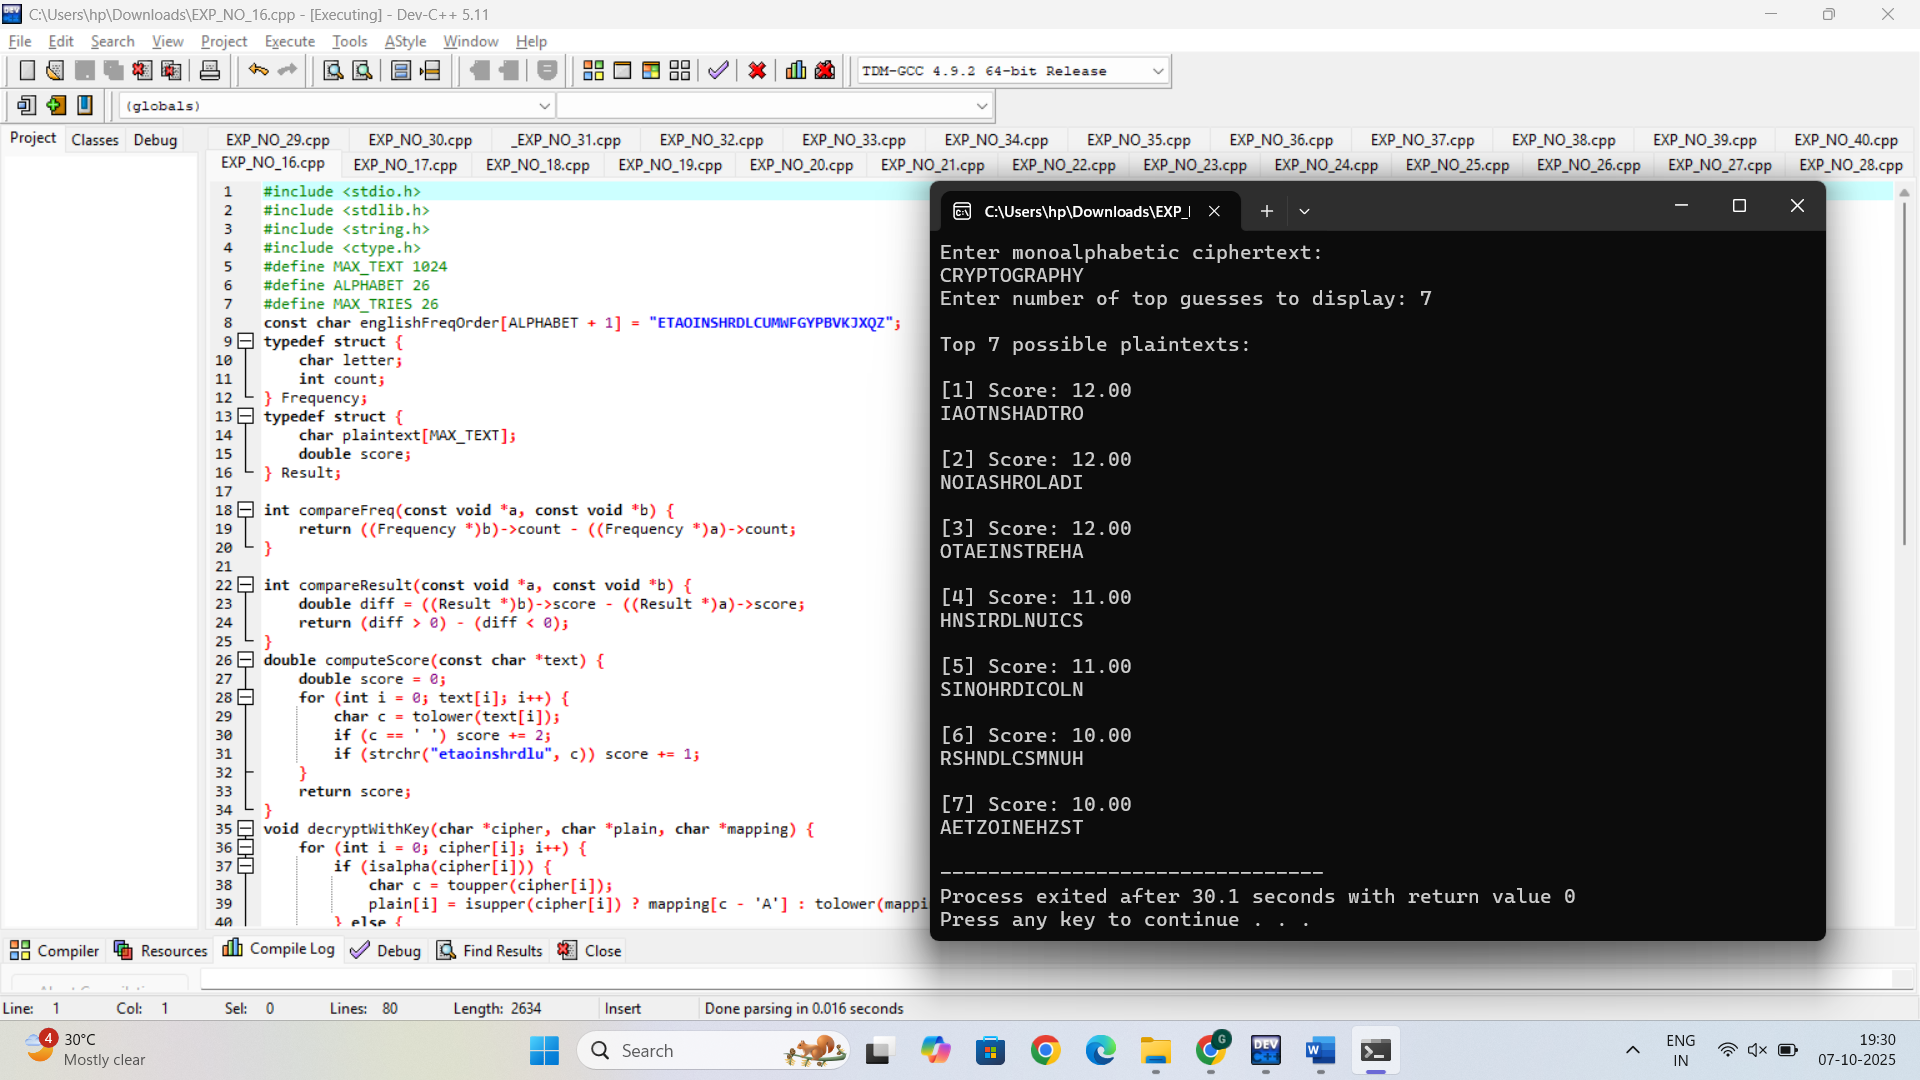 C:\Users\hp\Downloads\EXP_NO_16.cpp - [Executing] - Dev-C++ 5.11
File Edit Search View Project Execute Tools AStyle Window Help
TDM-GCC 4.9.2 64-bit Release
(globals)
Project Classes Debug
EXP_NO_29.cpp EXP_NO_30.cpp _EXP_NO_31.cpp EXP_NO_32.cpp EXP_NO_33.cpp EXP_NO_34.cpp EXP_NO_35.cpp EXP_NO_36.cpp EXP_NO_37.cpp EXP_NO_38.cpp EXP_NO_39.cpp EXP_NO_40.cpp
EXP_NO_16.cpp EXP_NO_17.cpp EXP_NO_18.cpp EXP_NO_19.cpp EXP_NO_20.cpp EXP_NO_21.cpp EXP_NO_22.cpp EXP_NO_23.cpp EXP_NO_24.cpp EXP_NO_25.cpp EXP_NO_26.cpp EXP_NO_27.cpp EXP_NO_28.cpp
1 #include <stdio.h>
2 #include <stdlib.h>
3 #include <string.h>
4 #include <ctype.h>
5 #define MAX_TEXT 1024
6 #define ALPHABET 26
7 #define MAX_TRIES 26
8 const char englishFreqOrder[ALPHABET + 1] = "ETAOINSHRDLCUMWFGYPBVKJXQZ";
9 typedef struct {
10 char letter;
11 int count;
12 } Frequency;
13 typedef struct {
14 char plaintext[MAX_TEXT];
15 double score;
16 } Result;
17
18 int compareFreq(const void *a, const void *b) {
19 return ((Frequency *)b)->count - ((Frequency *)a)->count;
20 }
21
22 int compareResult(const void *a, const void *b) {
23 double diff = ((Result *)b)->score - ((Result *)a)->score;
24 return (diff > 0) - (diff < 0);
25 }
26 double computeScore(const char *text) {
27 double score = 0;
28 for (int i = 0; text[i]; i++) {
29 char c = tolower(text[i]);
30 if (c == ' ') score += 2;
31 if (strchr("etaoinshrdlu", c)) score += 1;
32 }
33 return score;
34 }
35 void decryptWithKey(char *cipher, char *plain, char *mapping) {
36 for (int i = 0; cipher[i]; i++) {
37 if (isalpha(cipher[i])) {
38 char c = toupper(cipher[i]);
39 plain[i] = isupper(cipher[i]) ? mapping[c - 'A'] : tolower(mappi
40 } else {
C:\Users\hp\Downloads\EXP_
Enter monoalphabetic ciphertext:
CRYPTOGRAPHY
Enter number of top guesses to display: 7
Top 7 possible plaintexts:
[1] Score: 12.00
IAOTNSHADTRO
[2] Score: 12.00
NOIASHROLADI
[3] Score: 12.00
OTAEINSTREHA
[4] Score: 11.00
HNSIRDLNUICS
[5] Score: 11.00
SINOHRDICOLN
[6] Score: 10.00
RSHNDLCSMNUH
[7] Score: 10.00
AETZOINEHZST
--------------------------------
Process exited after 30.1 seconds with return value 0
Press any key to continue . . .
Compiler Resources Compile Log Debug Find Results Close
Line: 1 Col: 1 Sel: 0 Lines: 80 Length: 2634 Insert Done parsing in 0.016 seconds
4 30°C
Mostly clear
Search
G
DEV
W
ENG
IN
19:30
07-10-2025